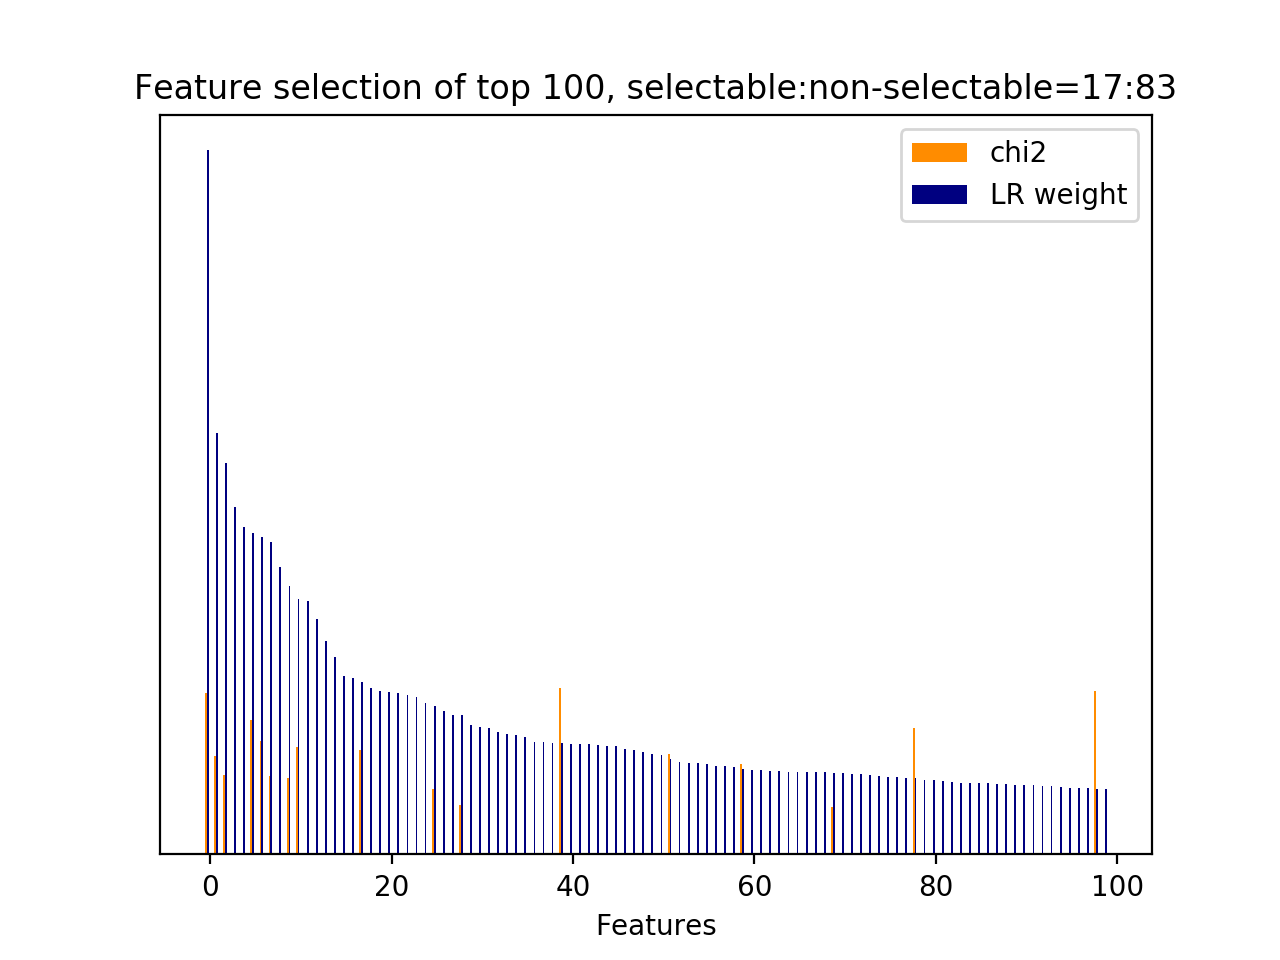 Feature selection of top 100, selectable:non-selectable=17:83
chi2
LR weight
0 20 40 60 80 100
Features